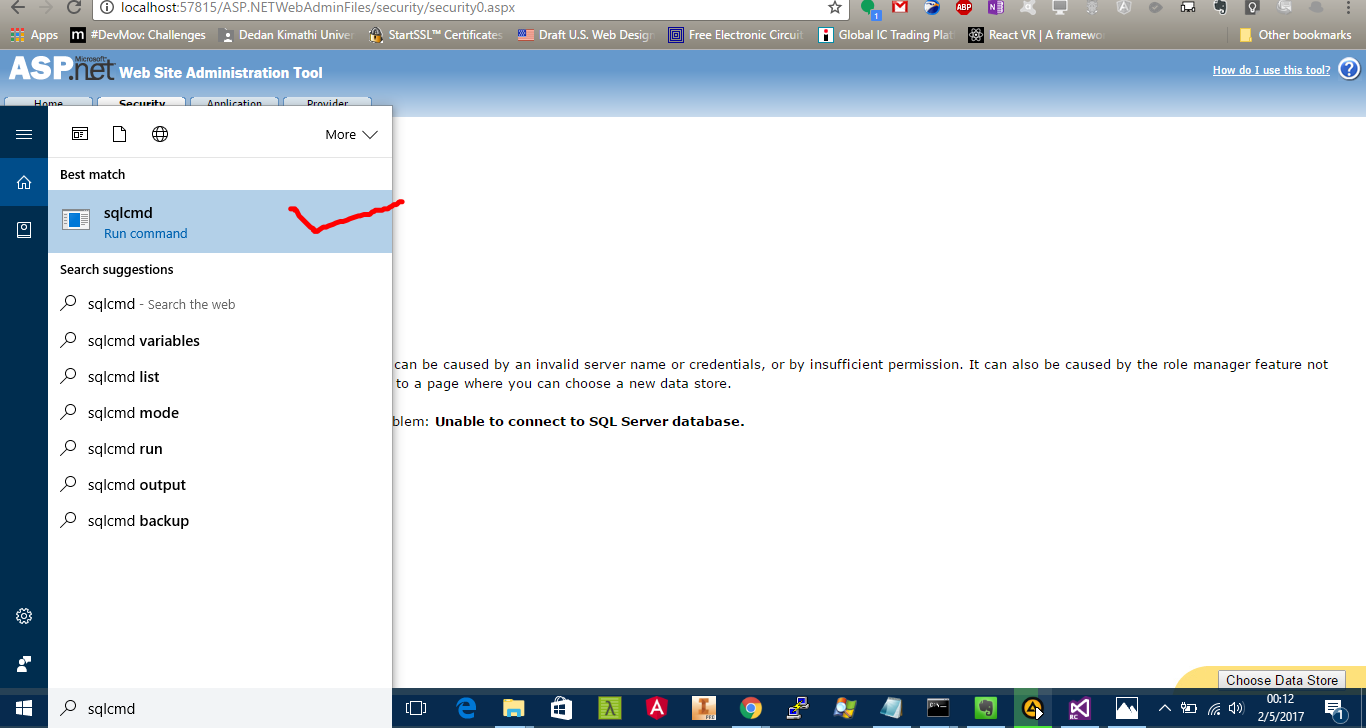 localhost:57815/ASP.NETWebAdminFiles/security/security0.aspx
1
ABP
Apps
#DevMov: Challenges
Dedan Kimathi Univer
StartSSL™ Certificates
Draft U.S. Web Design
Free Electronic Circuit
Global IC Trading Plat
React VR | A framewo
Other bookmarks
Microsoft
ASP.net Web Site Administration Tool
How do I use this tool?
?
Home
Security
Application
Provider
More
Best match
sqlcmd
Run command
Search suggestions
sqlcmd - Search the web
sqlcmd variables
sqlcmd list
sqlcmd mode
sqlcmd run
sqlcmd output
sqlcmd backup
can be caused by an invalid server name or credentials, or by insufficient permission. It can also be caused by the role manager feature not
to a page where you can choose a new data store.
blem: Unable to connect to SQL Server database.
Choose Data Store
sqlcmd
00:12
2/5/2017
1